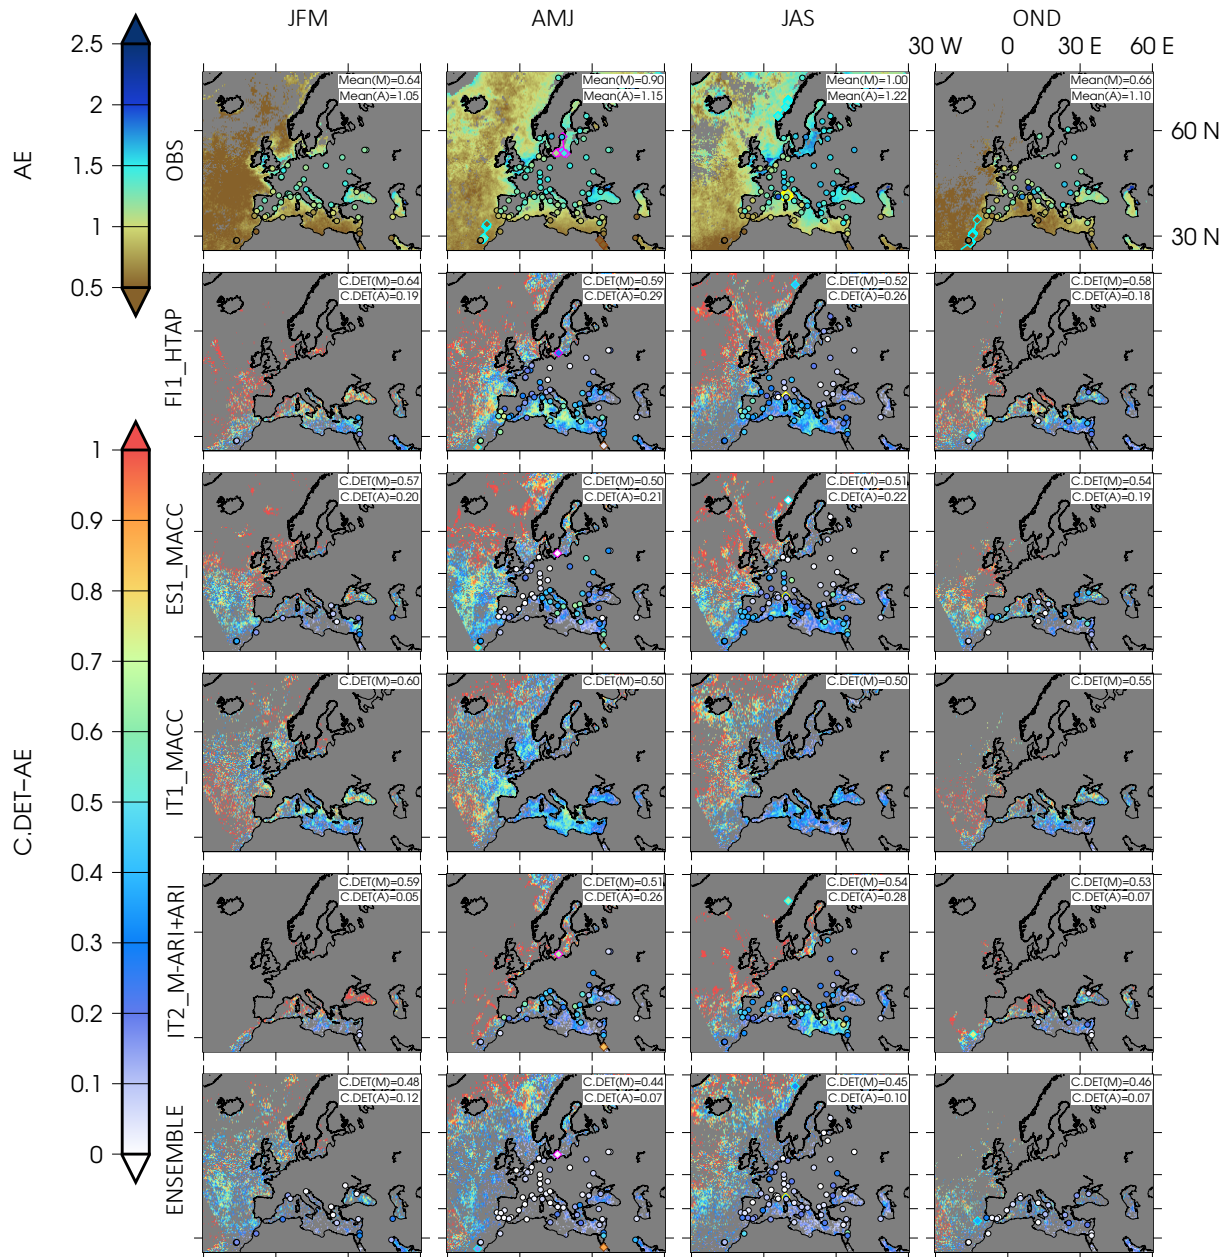 JFM AMJ JAS OND
30 W 0 30 E 60 E
AE
2.5
2
1.5
1
0.5
OBS
Mean(M)=0.64
Mean(A)=1.05
Mean(M)=0.90
Mean(A)=1.15
Mean(M)=1.00
Mean(A)=1.22
Mean(M)=0.66
Mean(A)=1.10
60 N
30 N
FI1_HTAP
C.DET(M)=0.64
C.DET(A)=0.19
C.DET(M)=0.59
C.DET(A)=0.29
C.DET(M)=0.52
C.DET(A)=0.26
C.DET(M)=0.58
C.DET(A)=0.18
C.DET−AE
1
0.9
0.8
0.7
0.6
0.5
0.4
0.3
0.2
0.1
0
ES1_MACC
C.DET(M)=0.57
C.DET(A)=0.20
C.DET(M)=0.50
C.DET(A)=0.21
C.DET(M)=0.51
C.DET(A)=0.22
C.DET(M)=0.54
C.DET(A)=0.19
IT1_MACC
C.DET(M)=0.60
C.DET(M)=0.50
C.DET(M)=0.50
C.DET(M)=0.55
IT2_M-ARI+ARI
C.DET(M)=0.59
C.DET(A)=0.05
C.DET(M)=0.51
C.DET(A)=0.26
C.DET(M)=0.54
C.DET(A)=0.28
C.DET(M)=0.53
C.DET(A)=0.07
ENSEMBLE
C.DET(M)=0.48
C.DET(A)=0.12
C.DET(M)=0.44
C.DET(A)=0.07
C.DET(M)=0.45
C.DET(A)=0.10
C.DET(M)=0.46
C.DET(A)=0.07